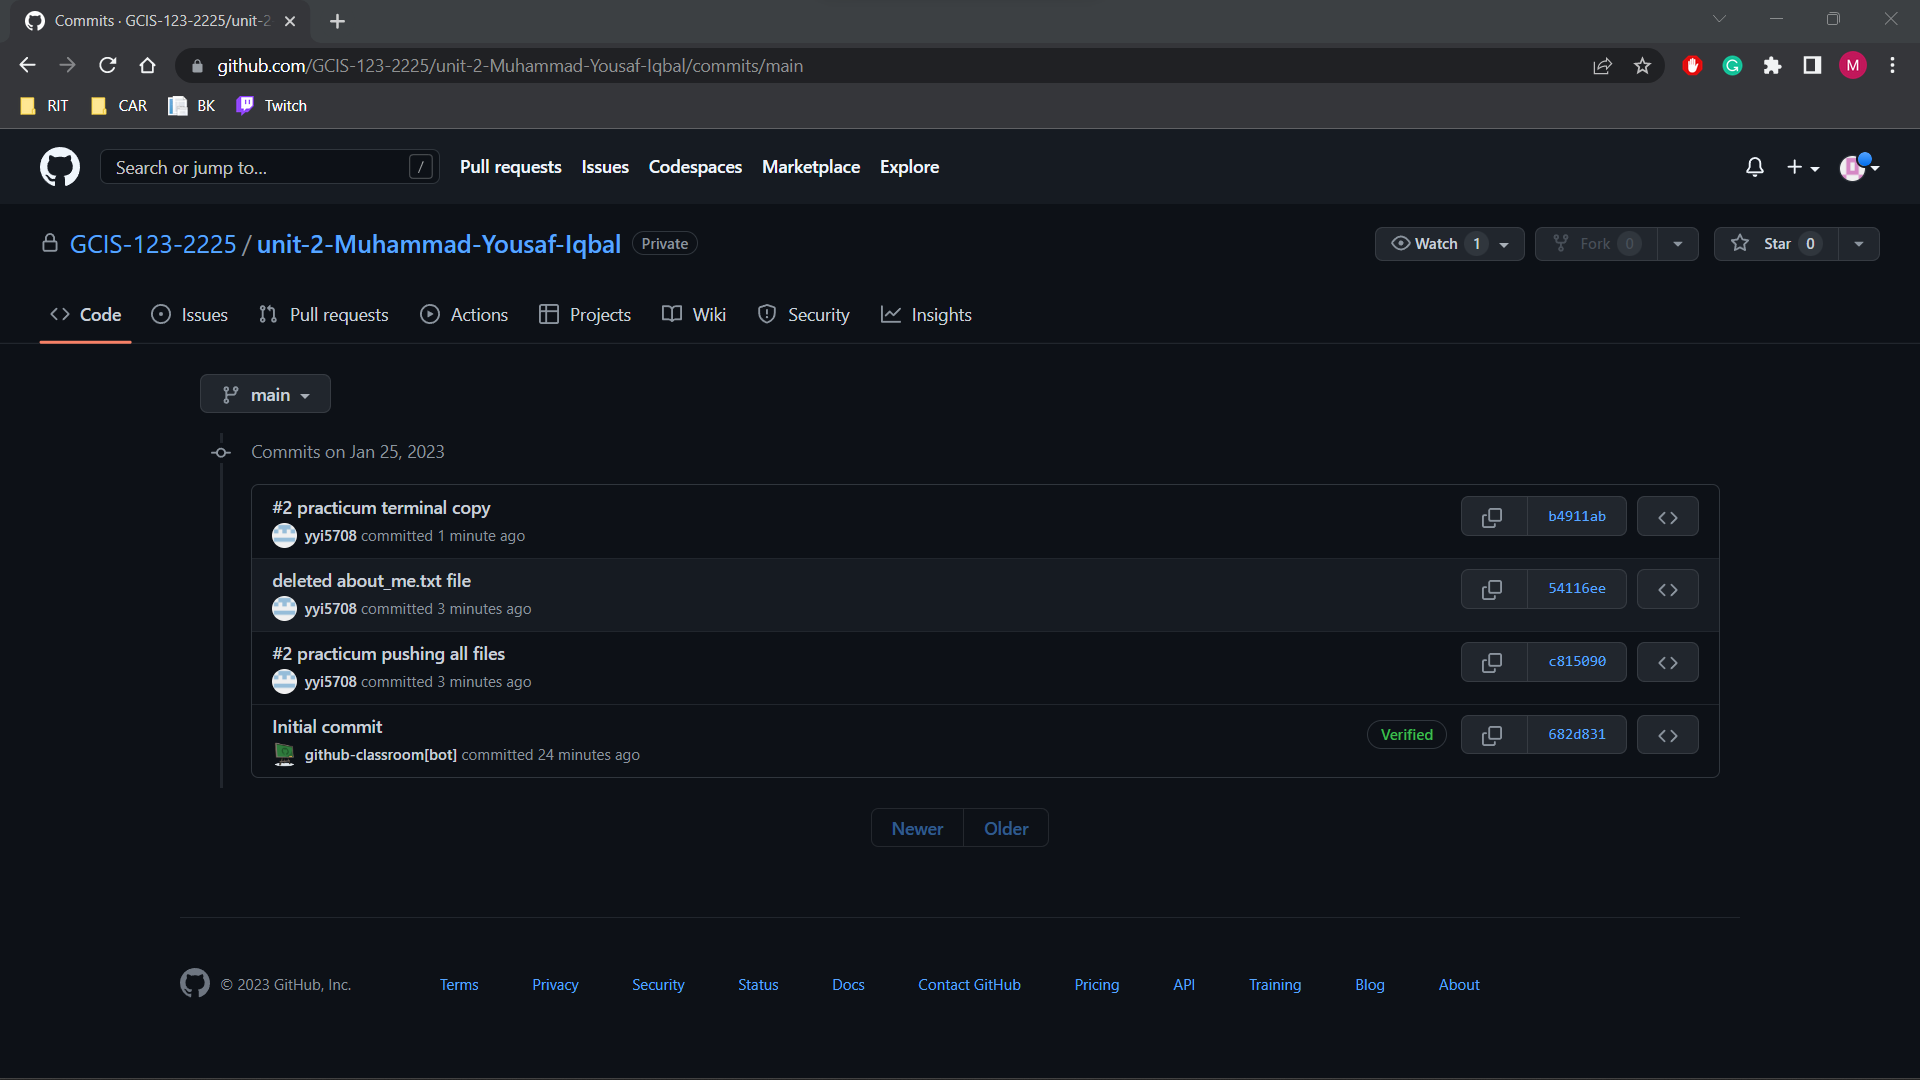 Commits · GCIS-123-2225/unit-2
github.com/GCIS-123-2225/unit-2-Muhammad-Yousaf-Iqbal/commits/main
M
RIT CAR BK Twitch
Search or jump to... / Pull requests Issues Codespaces Marketplace Explore
GCIS-123-2225 / unit-2-Muhammad-Yousaf-Iqbal Private Watch 1 Fork 0 Star 0
Code Issues Pull requests Actions Projects Wiki Security Insights
main
Commits on Jan 25, 2023
#2 practicum terminal copy
yyi5708 committed 1 minute ago
b4911ab
deleted about_me.txt file
yyi5708 committed 3 minutes ago
54116ee
#2 practicum pushing all files
yyi5708 committed 3 minutes ago
c815090
Initial commit
github-classroom[bot] committed 24 minutes ago
Verified 682d831
Newer Older
© 2023 GitHub, Inc. Terms Privacy Security Status Docs Contact GitHub Pricing API Training Blog About